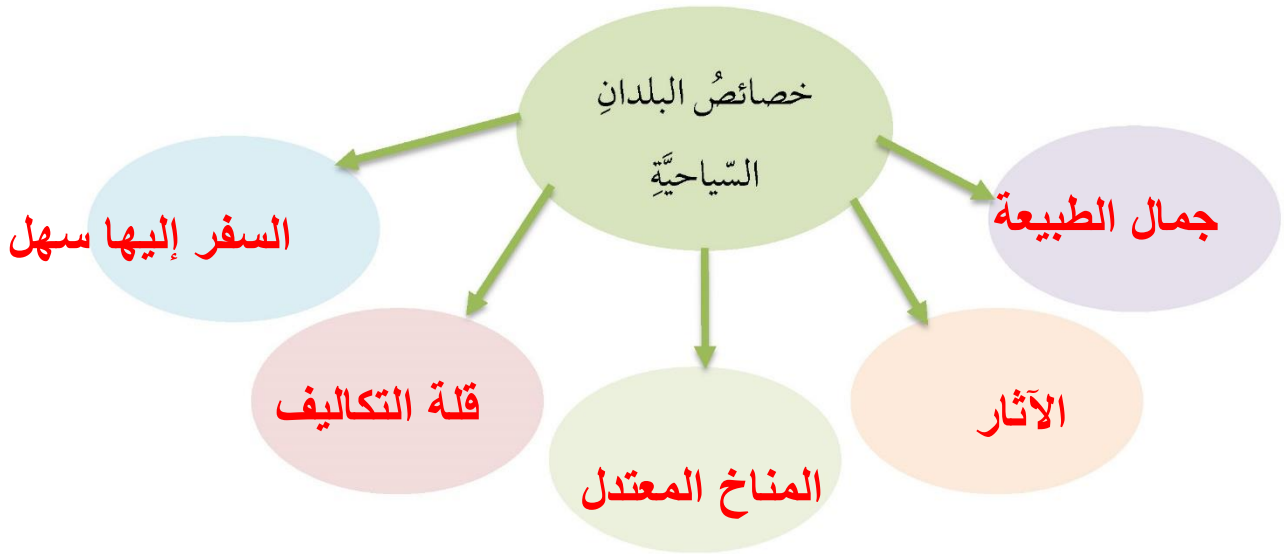 خصائصُ البلدانِ
السّياحيَّةِ
جمال الطبيعة
الآثار
المناخ المعتدل
قلة التكاليف
السفر إليها سهل